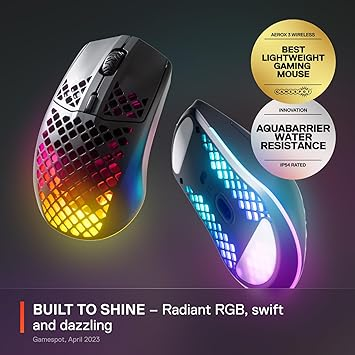 AEROX 3 WIRELESS
BEST
LIGHTWEIGHT
GAMING
MOUSE
INNOVATION
AQUABARRIER
WATER
RESISTANCE
IP54 RATED
BUILT TO SHINE – Radiant RGB, swift
and dazzling
Gamespot, April 2023